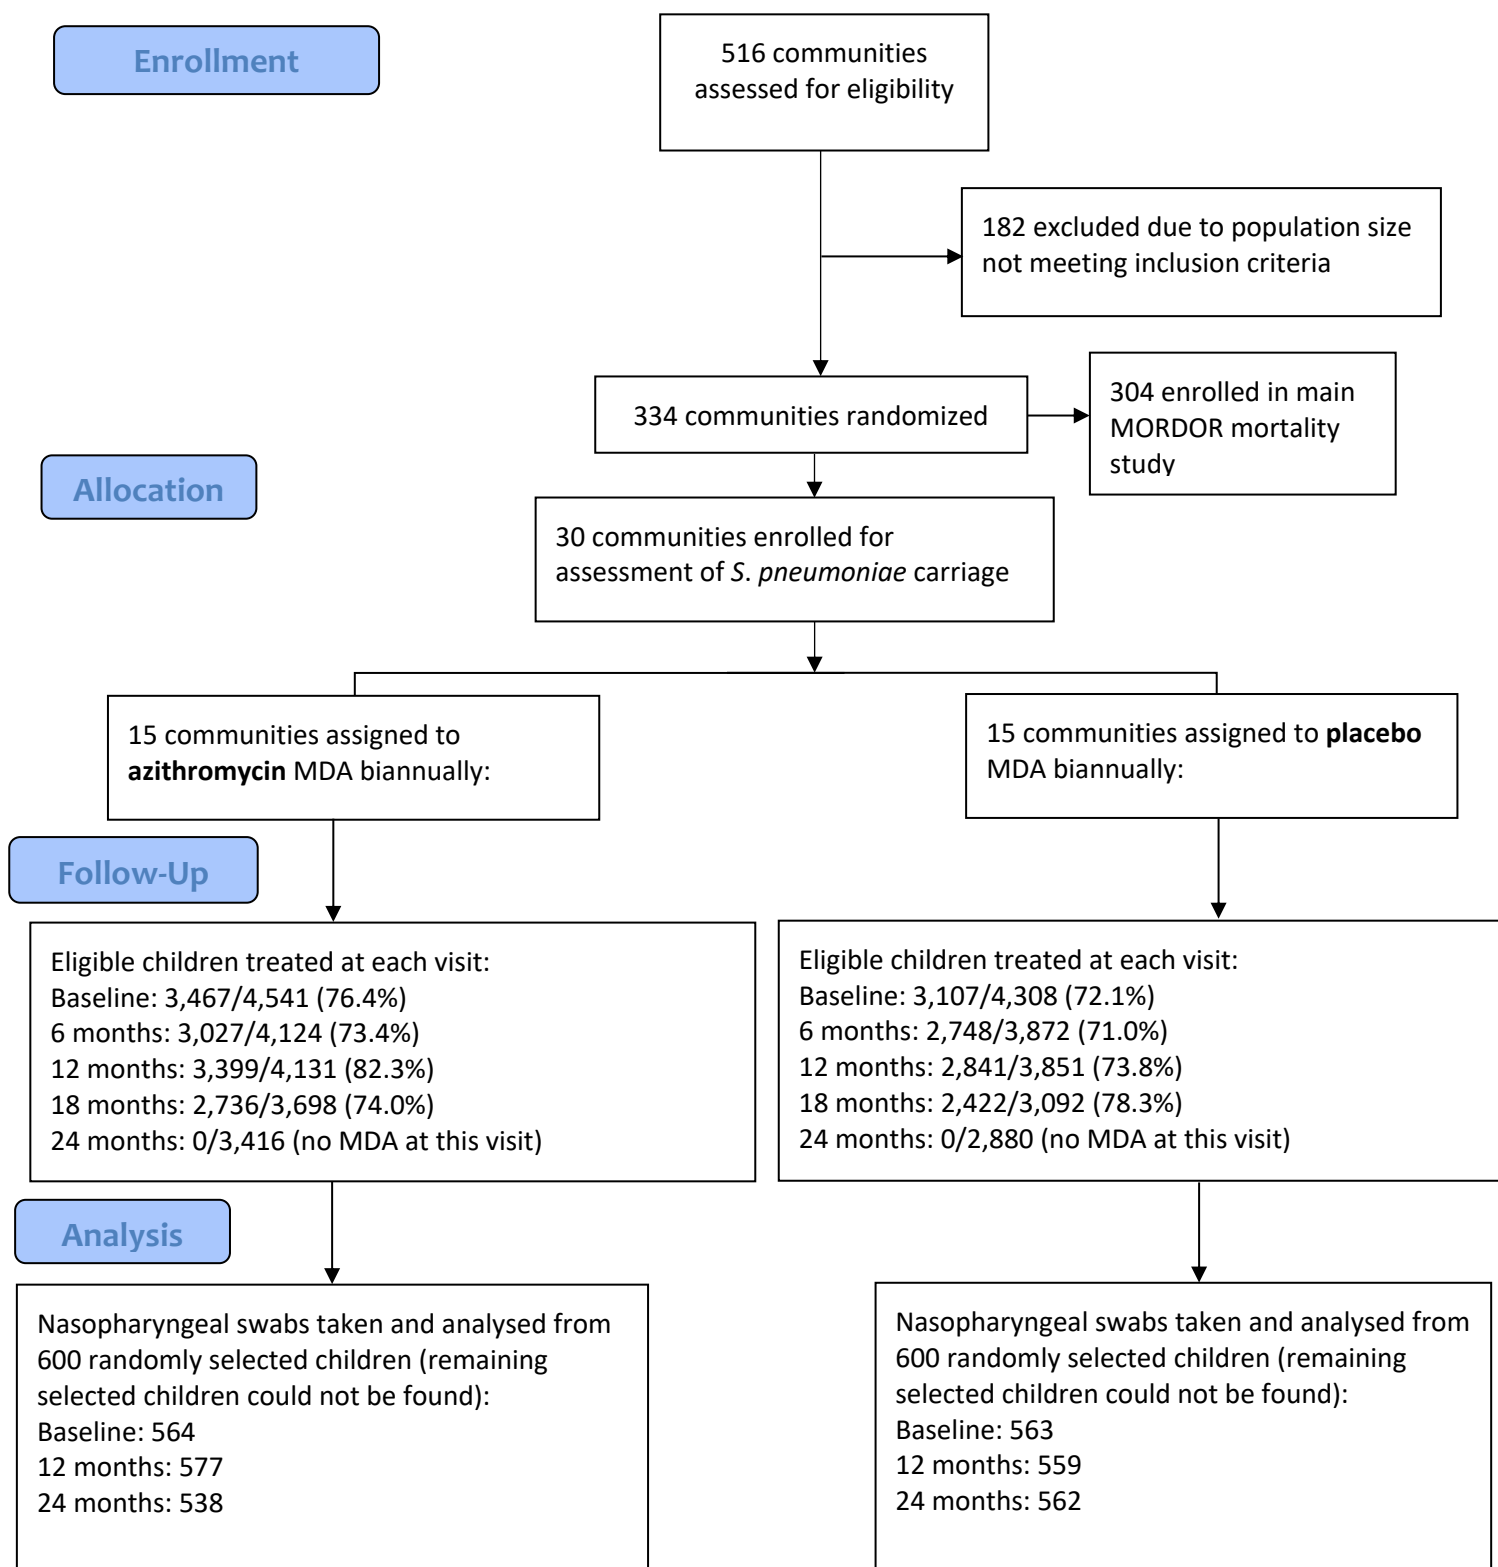 Enrollment
516 communities
assessed for eligibility
182 excluded due to population size
not meeting inclusion criteria
334 communities randomized
304 enrolled in main
MORDOR mortality
study
Allocation
30 communities enrolled for
assessment of S. pneumoniae carriage
15 communities assigned to
azithromycin MDA biannually:
15 communities assigned to placebo
MDA biannually:
Follow-Up
Eligible children treated at each visit:
Baseline: 3,467/4,541 (76.4%)
6 months: 3,027/4,124 (73.4%)
12 months: 3,399/4,131 (82.3%)
18 months: 2,736/3,698 (74.0%)
24 months: 0/3,416 (no MDA at this visit)
Eligible children treated at each visit:
Baseline: 3,107/4,308 (72.1%)
6 months: 2,748/3,872 (71.0%)
12 months: 2,841/3,851 (73.8%)
18 months: 2,422/3,092 (78.3%)
24 months: 0/2,880 (no MDA at this visit)
Analysis
Nasopharyngeal swabs taken and analysed from
600 randomly selected children (remaining
selected children could not be found):
Baseline: 564
12 months: 577
24 months: 538
Nasopharyngeal swabs taken and analysed from
600 randomly selected children (remaining
selected children could not be found):
Baseline: 563
12 months: 559
24 months: 562